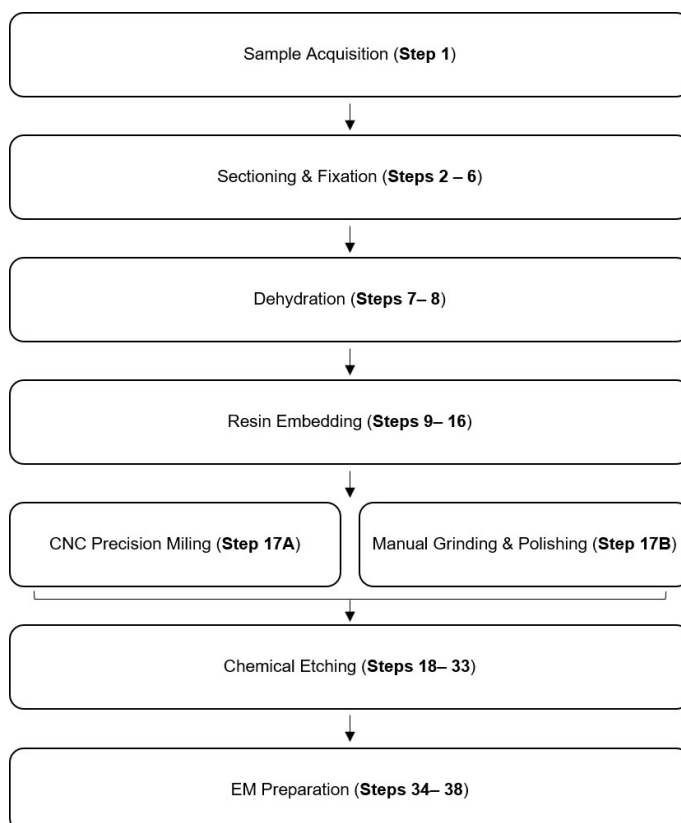 Sample Acquisition (Step 1)
Sectioning & Fixation (Steps 2 – 6)
Dehydration (Steps 7– 8)
Resin Embedding (Steps 9– 16)
CNC Precision Miling (Step 17A)
Manual Grinding & Polishing (Step 17B)
Chemical Etching (Steps 18– 33)
EM Preparation (Steps 34– 38)